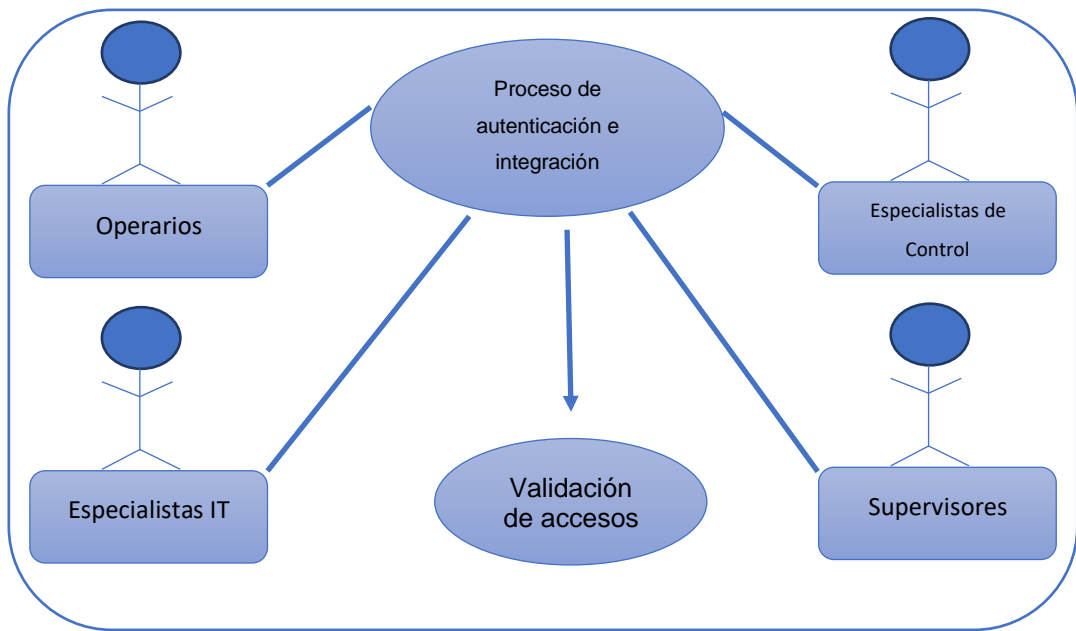 Proceso de
autenticación e
integración
Operarios
Especialistas de
Control
Especialistas IT
Validación
de accesos
Supervisores